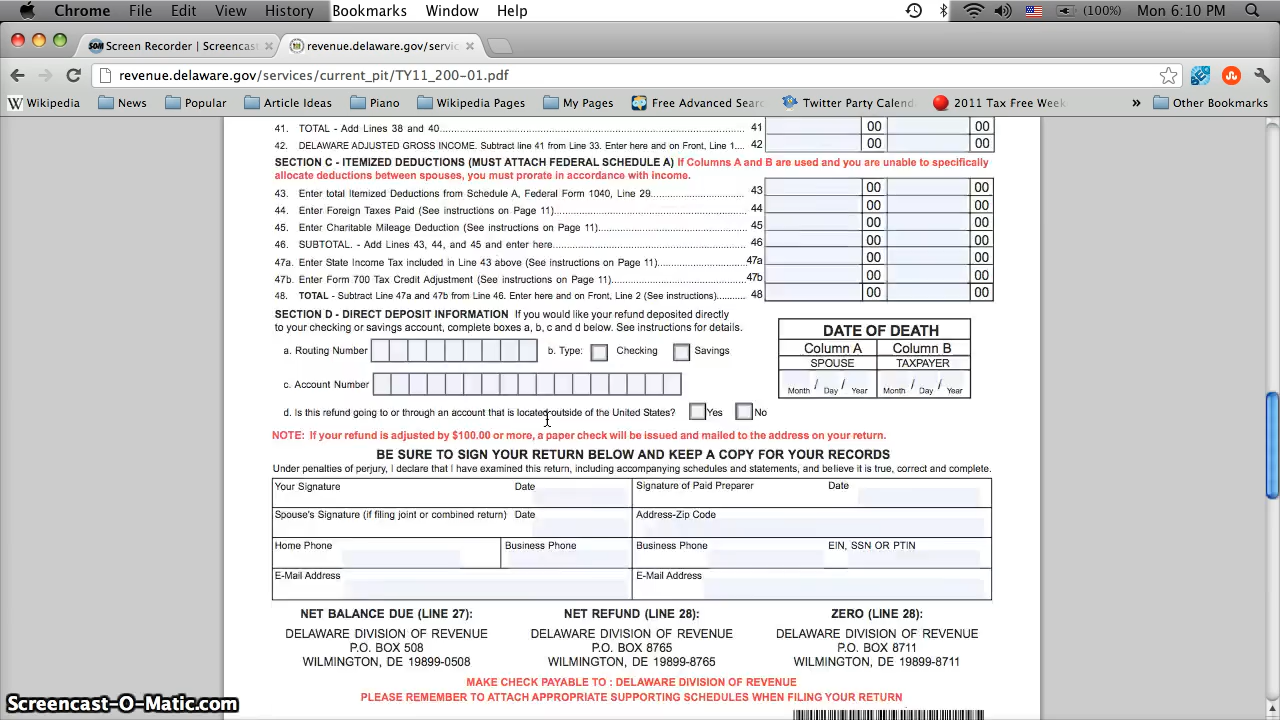 Chrome File Edit View History Bookmarks Window Help (100%) Mon 6:10 PM
Screen Recorder | Screencast revenue.delaware.gov/servic
revenue.delaware.gov/services/current_pit/TY11_200-01.pdf
Wikipedia News Popular Article Ideas Piano Wikipedia Pages My Pages Free Advanced Sear Twitter Party Calend 2011 Tax Free Week » Other Bookmarks
41. TOTAL - Add Lines 38 and 40 41 00 00
42. DELAWARE ADJUSTED GROSS INCOME. Subtract line 41 from Line 33. Enter here and on Front, Line 1.... 42 00 00
SECTION C - ITEMIZED DEDUCTIONS (MUST ATTACH FEDERAL SCHEDULE A) If Columns A and B are used and you are unable to specifically
allocate deductions between spouses, you must prorate in accordance with income.
43. Enter total Itemized Deductions from Schedule A, Federal Form 1040, Line 29 43 00 00
44. Enter Foreign Taxes Paid (See instructions on Page 11) 44 00 00
45. Enter Charitable Mileage Deduction (See instructions on Page 11) 45 00 00
46. SUBTOTAL. - Add Lines 43, 44, and 45 and enter here 46 00 00
47a. Enter State Income Tax included in Line 43 above (See instructions on Page 11) 47a 00 00
47b. Enter Form 700 Tax Credit Adjustment (See instructions on Page 11) 47b 00 00
48. TOTAL - Subtract Line 47a and 47b from Line 46. Enter here and on Front, Line 2 (See instructions) 48 00 00
SECTION D - DIRECT DEPOSIT INFORMATION If you would like your refund deposited directly
to your checking or savings account, complete boxes a, b, c and d below. See instructions for details.
DATE OF DEATH
Column A Column B
SPOUSE TAXPAYER
Month / Day / Year Month / Day / Year
a. Routing Number b. Type: Checking Savings
c. Account Number
d. Is this refund going to or through an account that is located outside of the United States? Yes No
NOTE: If your refund is adjusted by $100.00 or more, a paper check will be issued and mailed to the address on your return.
BE SURE TO SIGN YOUR RETURN BELOW AND KEEP A COPY FOR YOUR RECORDS
Under penalties of perjury, I declare that I have examined this return, including accompanying schedules and statements, and believe it is true, correct and complete.
Your Signature Date Signature of Paid Preparer Date
Spouse's Signature (if filing joint or combined return) Date Address-Zip Code
Home Phone Business Phone Business Phone EIN, SSN OR PTIN
E-Mail Address E-Mail Address
NET BALANCE DUE (LINE 27): NET REFUND (LINE 28): ZERO (LINE 28):
DELAWARE DIVISION OF REVENUE DELAWARE DIVISION OF REVENUE DELAWARE DIVISION OF REVENUE
P.O. BOX 508 P.O. BOX 8765 P.O. BOX 8711
WILMINGTON, DE 19899-0508 WILMINGTON, DE 19899-8765 WILMINGTON, DE 19899-8711
MAKE CHECK PAYABLE TO : DELAWARE DIVISION OF REVENUE
PLEASE REMEMBER TO ATTACH APPROPRIATE SUPPORTING SCHEDULES WHEN FILING YOUR RETURN
Screencast-O-Matic.com